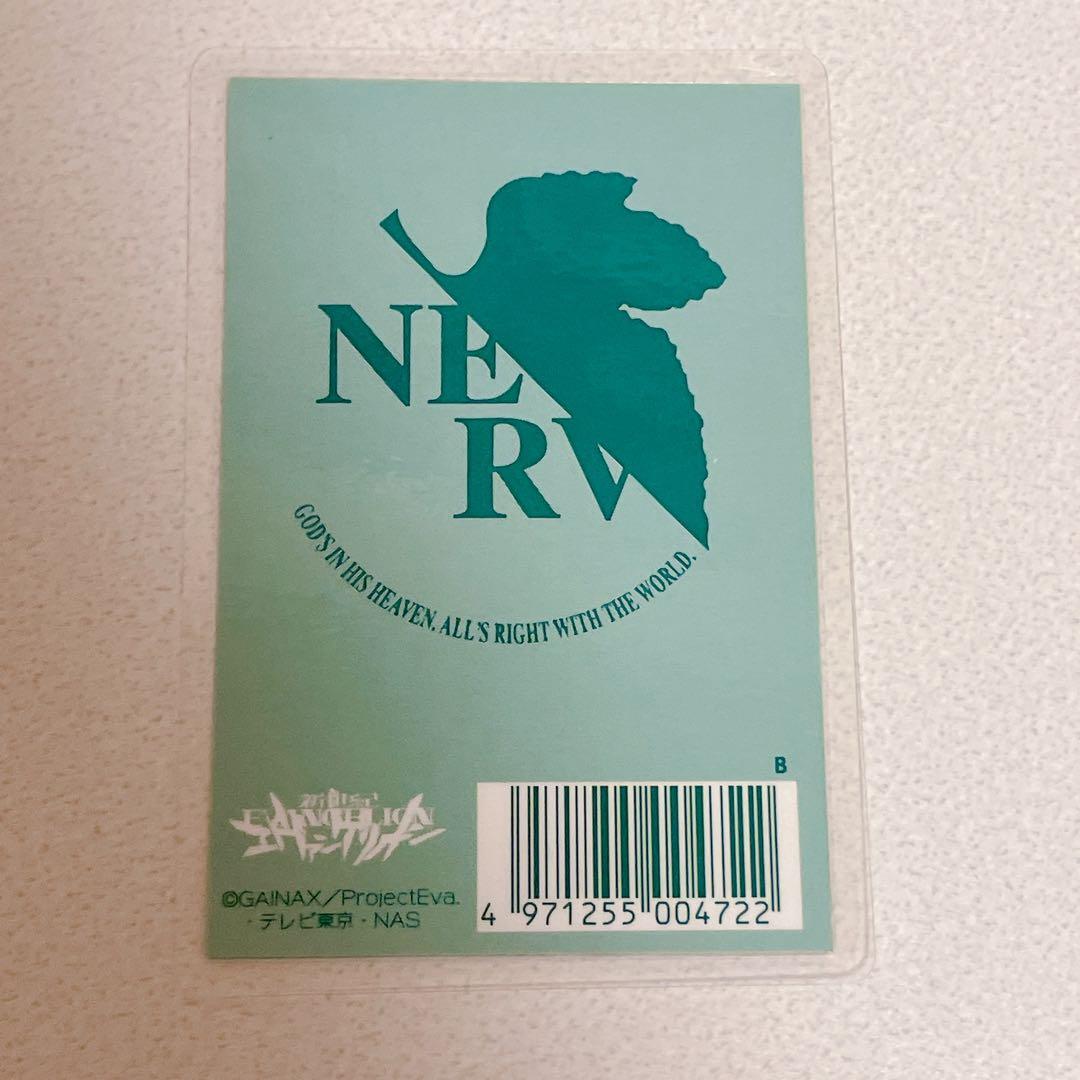 NE
RV
GOD'S IN HIS HEAVEN. ALL'S RIGHT WITH THE WORLD.
B
新世紀
EVANGELION
エヴァンゲリオン
©GAINAX/ProjectEva.
・テレビ東京・NAS
4 971255 004722